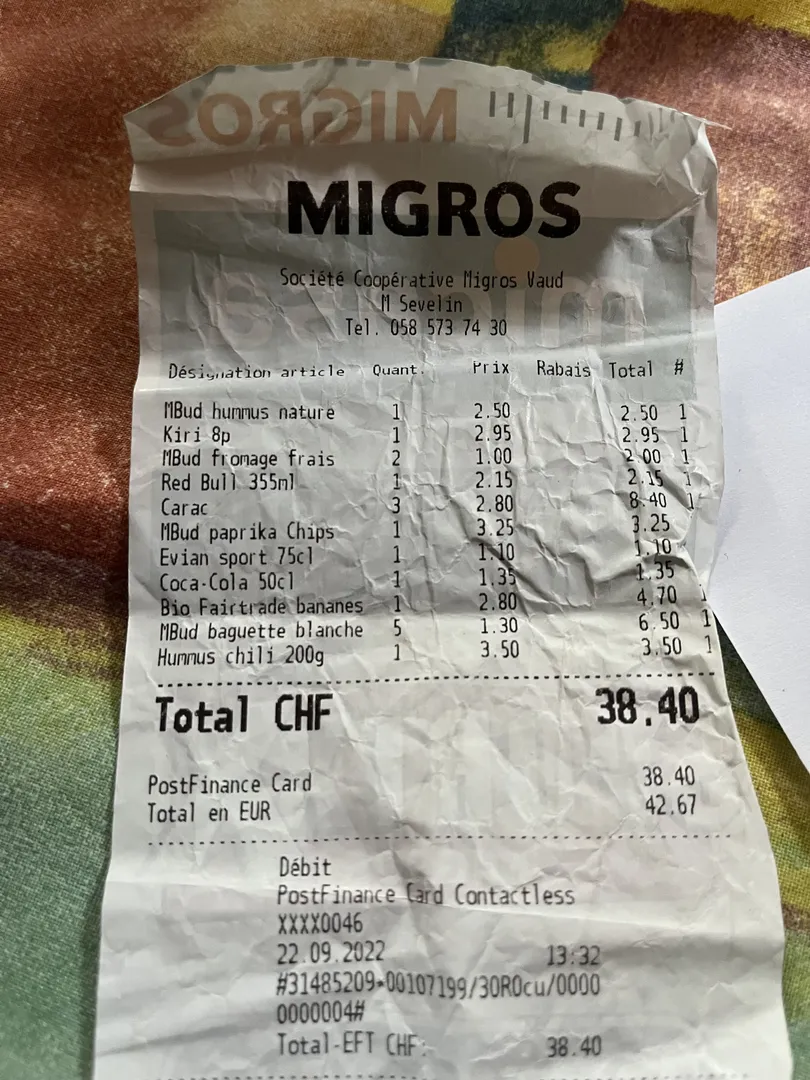 MIGROS
MIGROS
Société Coopérative Migros Vaud
M Sevelin
Tel. 058 573 74 30
Désignation article Quant. Prix Rabais Total #
MBud hummus nature 1 2.50 2.50 1
Kiri 8p 1 2.95 2.95 1
MBud fromage frais 2 1.00 2.00 1
Red Bull 355ml 1 2.15 2.15 1
Carac 3 2.80 8.40 1
MBud paprika Chips 1 3.25 3.25
Evian sport 75cl 1 1.10 1.10
Coca-Cola 50cl 1 1.35 1.35
Bio Fairtrade bananes 1 2.80 4.70 1
MBud baguette blanche 5 1.30 6.50 1
Hummus chili 200g 1 3.50 3.50 1
Total CHF 38.40
PostFinance Card 38.40
Total en EUR 42.67
Débit
PostFinance Card Contactless
XXXX0046
22.09.2022 13:32
#31485209*00107199/30R0cu/0000
0000004#
Total-EFT CHF: 38.40